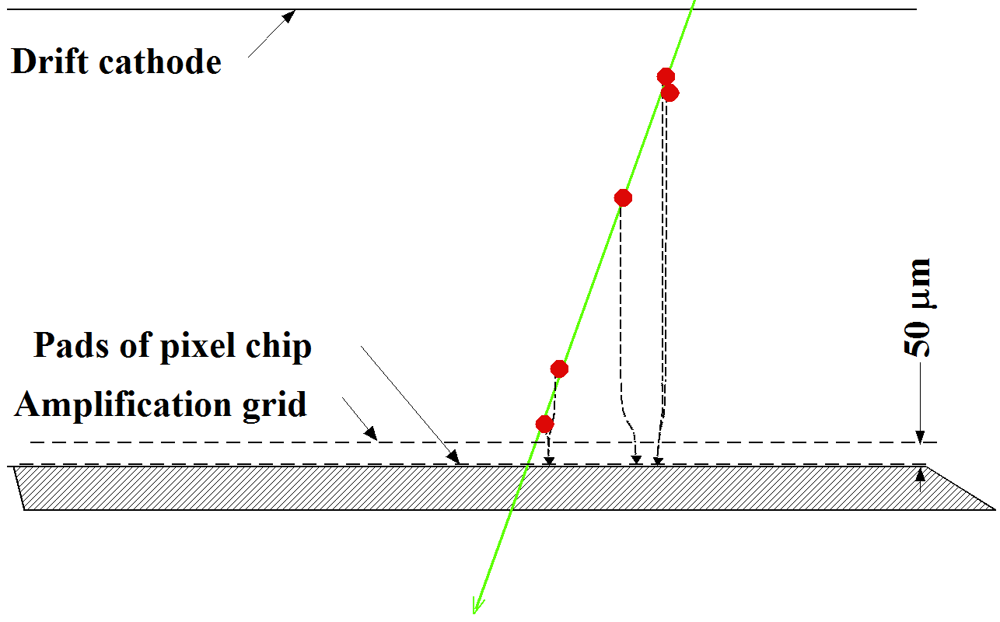 Drift cathode
50 μm
Pads of pixel chip
Amplification grid